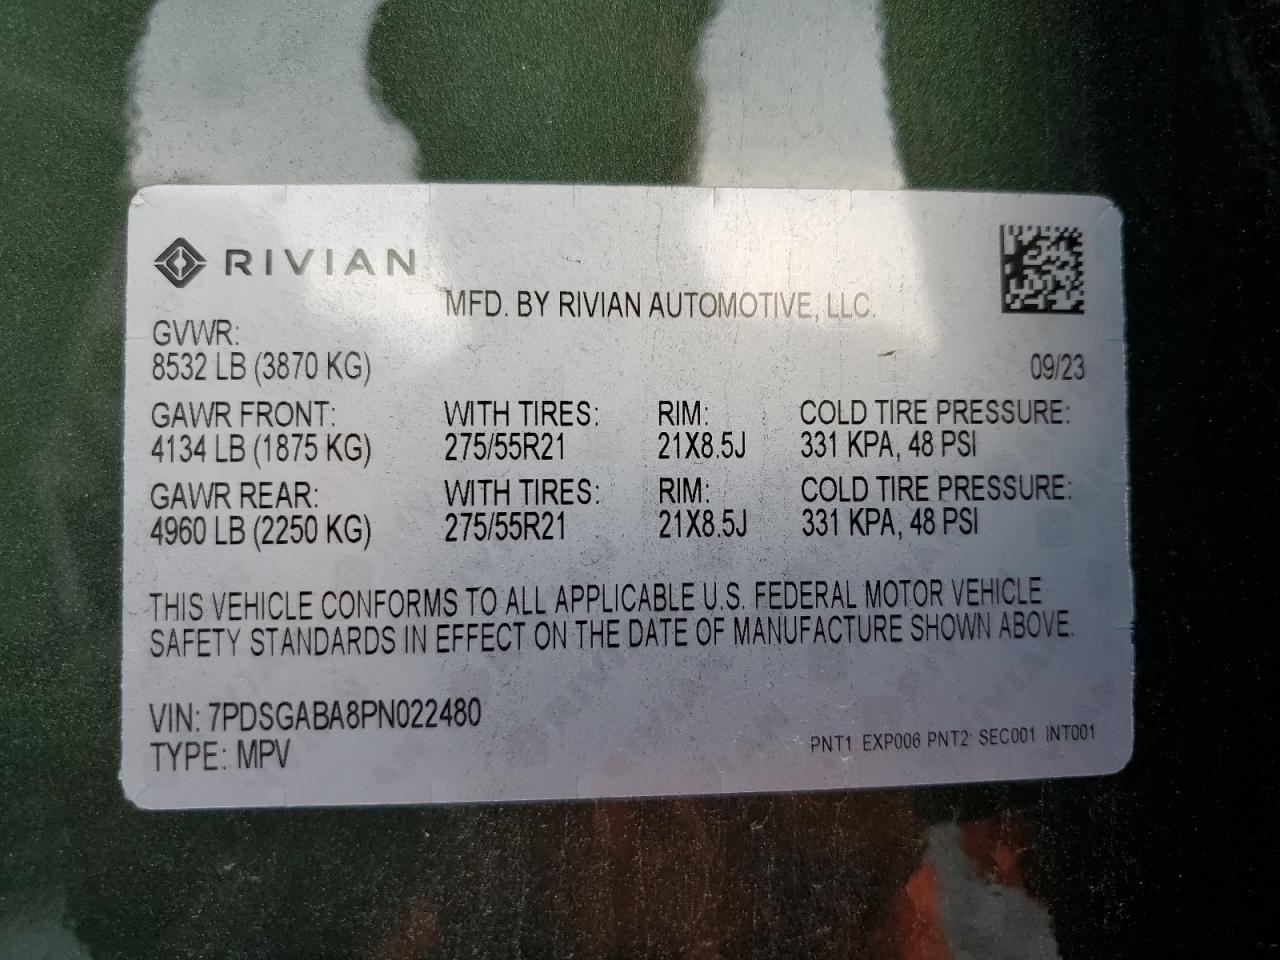 RIVIAN
MFD. BY RIVIAN AUTOMOTIVE, LLC.
GVWR:
8532 LB (3870 KG)
09/23
GAWR FRONT: WITH TIRES: RIM: COLD TIRE PRESSURE:
4134 LB (1875 KG) 275/55R21 21X8.5J 331 KPA, 48 PSI
GAWR REAR: WITH TIRES: RIM: COLD TIRE PRESSURE:
4960 LB (2250 KG) 275/55R21 21X8.5J 331 KPA, 48 PSI
THIS VEHICLE CONFORMS TO ALL APPLICABLE U.S. FEDERAL MOTOR VEHICLE
SAFETY STANDARDS IN EFFECT ON THE DATE OF MANUFACTURE SHOWN ABOVE.
VIN: 7PDSGABA8PN022480
TYPE: MPV
PNT1: EXP006 PNT2: SEC001 INT001